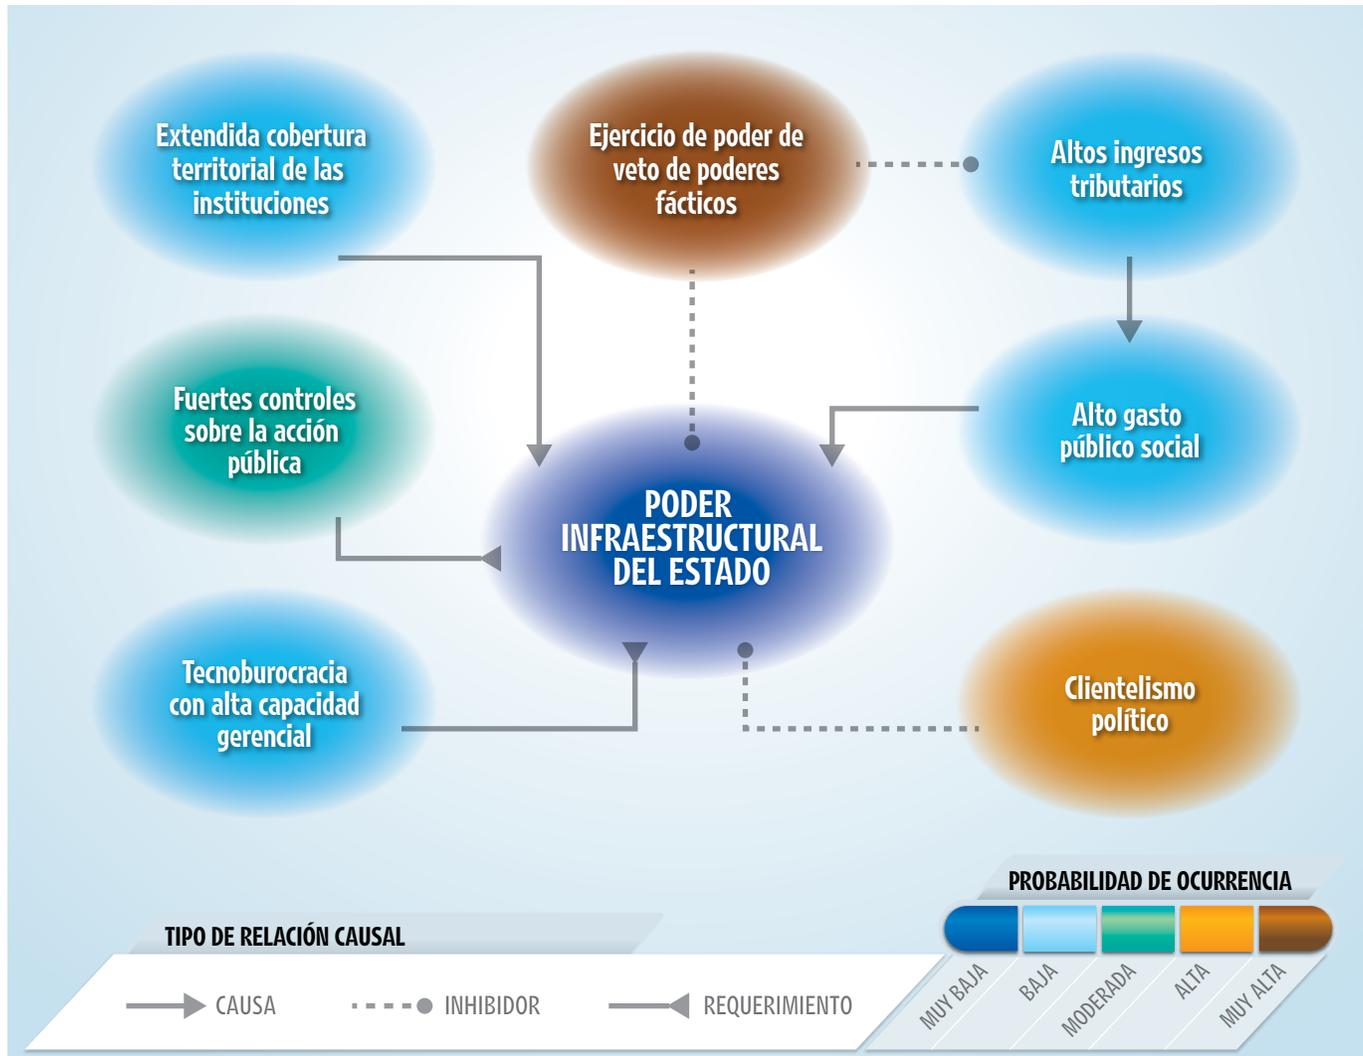 Extendida cobertura
territorial de las
instituciones
Ejercicio de poder de
veto de poderes
fácticos
Altos ingresos
tributarios
Fuertes controles
sobre la acción
pública
Alto gasto
público social
PODER
INFRAESTRUCTURAL
DEL ESTADO
Tecnoburocracia
con alta capacidad
gerencial
Clientelismo
político
PROBABILIDAD DE OCURRENCIA
MUY BAJA
BAJA
MODERADA
ALTA
MUY ALTA
TIPO DE RELACIÓN CAUSAL
CAUSA
INHIBIDOR
REQUERIMIENTO